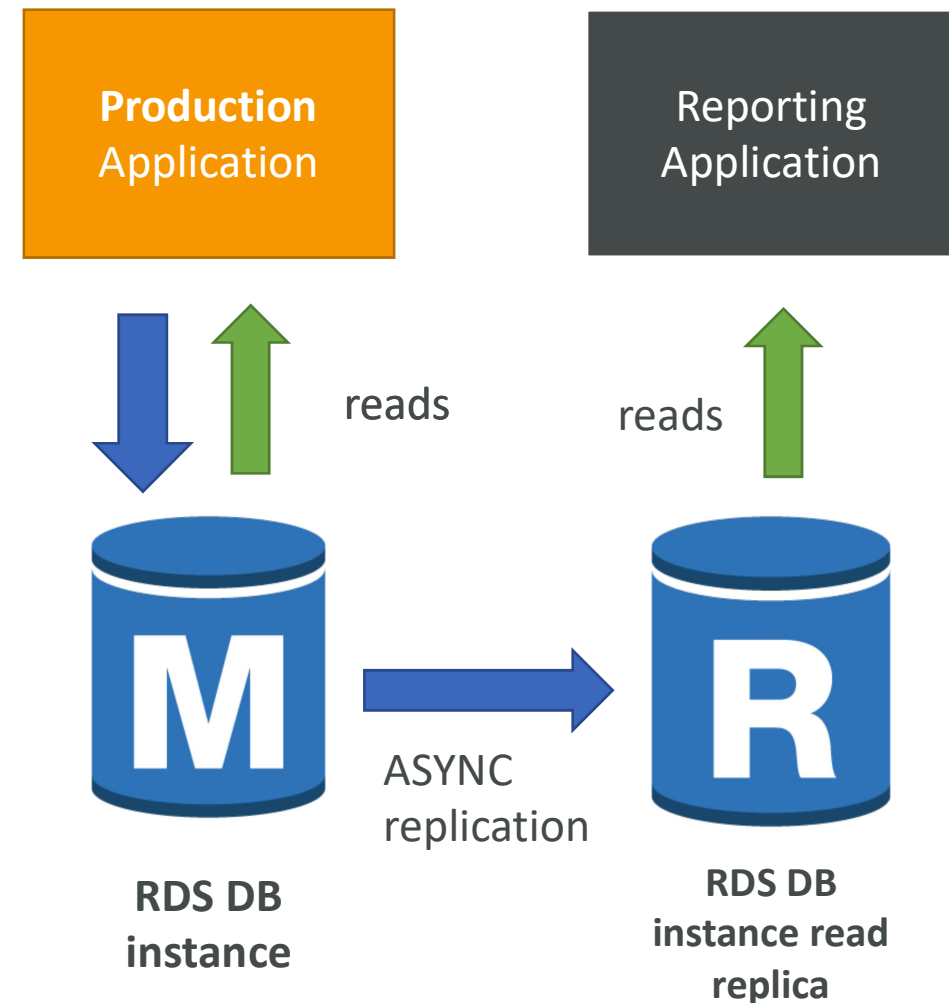 Production
Application
Reporting
Application
reads
reads
M
R
ASYNC
replication
RDS DB
instance
RDS DB
instance read
replica